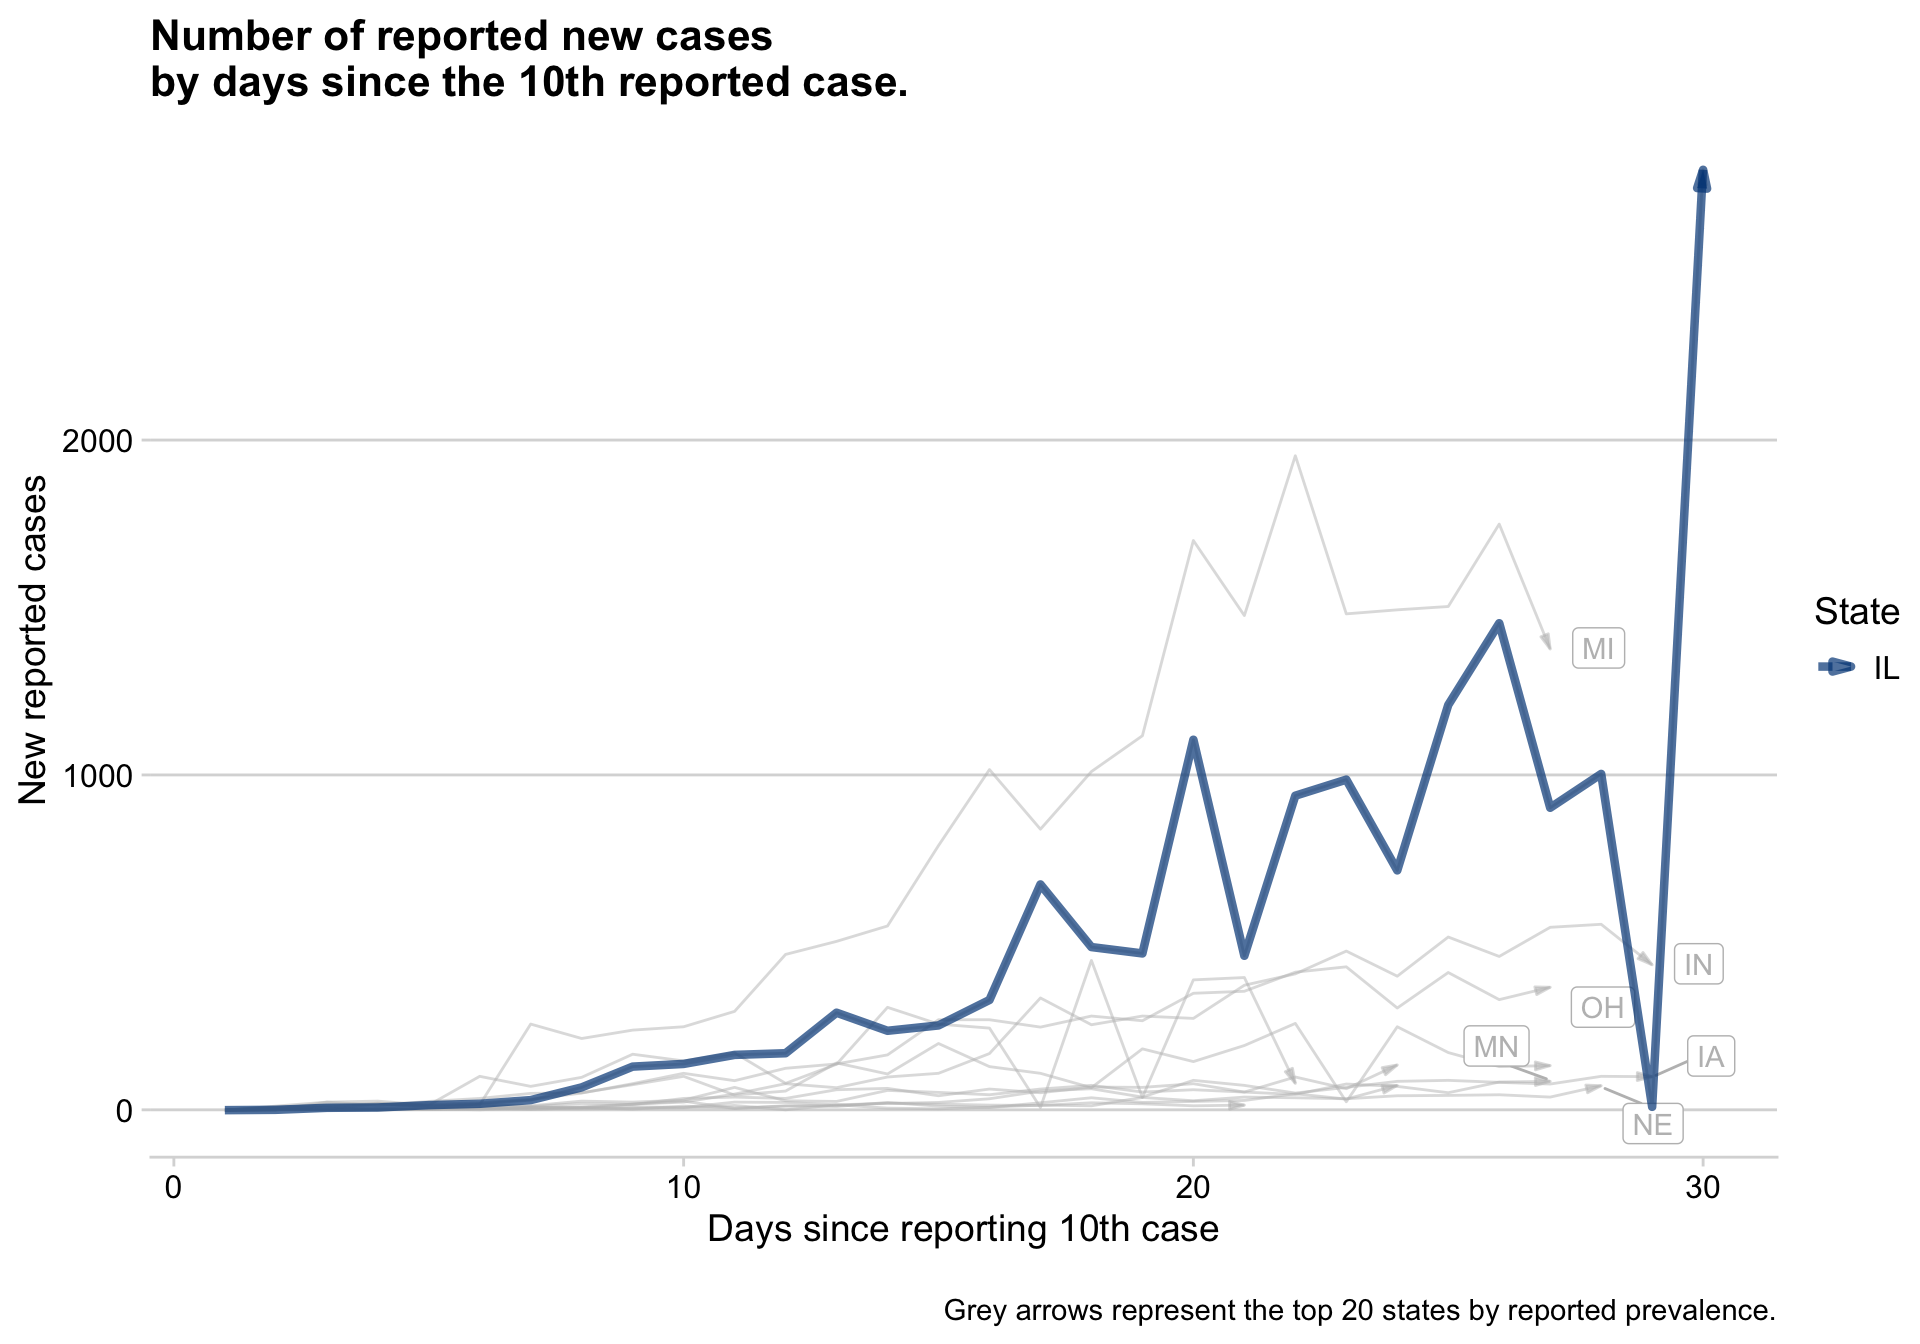 Number of reported new cases
by days since the 10th reported case.
2000
1000
0
New reported cases
MI
IN
OH
MN
IA
NE
State
IL
0
10
20
30
Days since reporting 10th case
Grey arrows represent the top 20 states by reported prevalence.